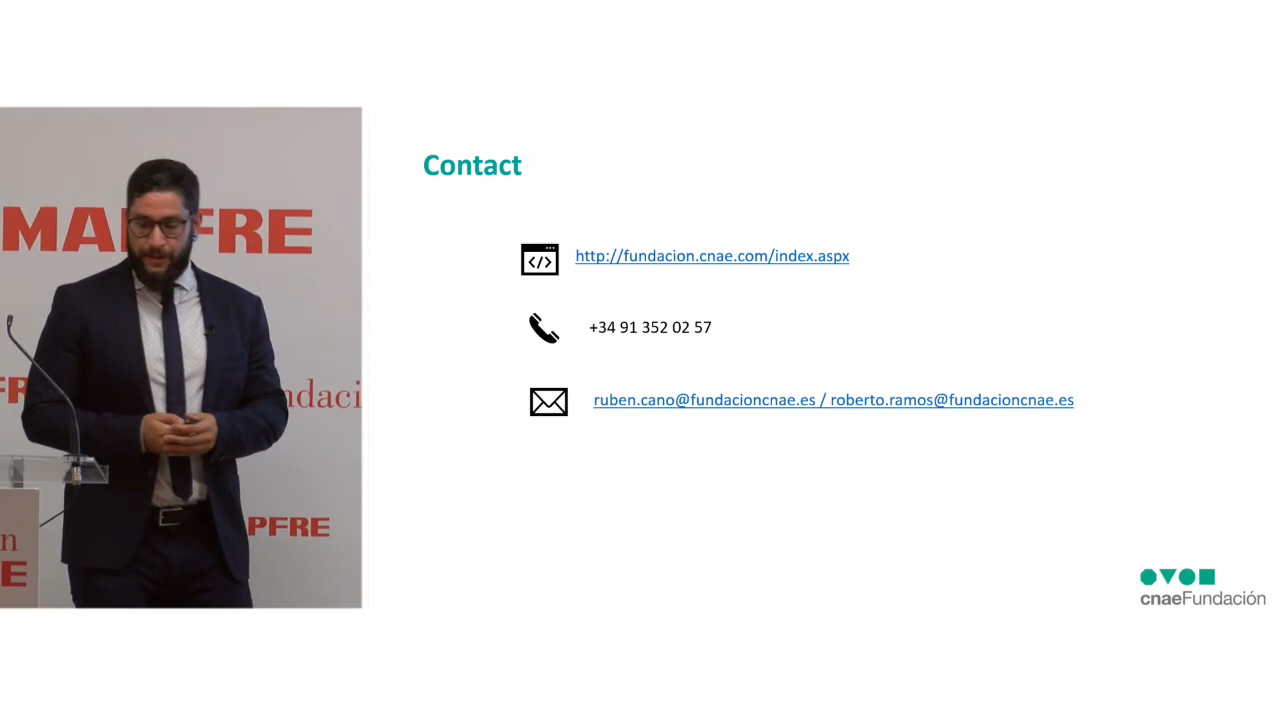 MAPFRE
FR
ndaci
PFRE
n
E
Contact
http://fundacion.cnae.com/index.aspx
+34 91 352 02 57
ruben.cano@fundacioncnae.es / roberto.ramos@fundacioncnae.es
cnaeFundación